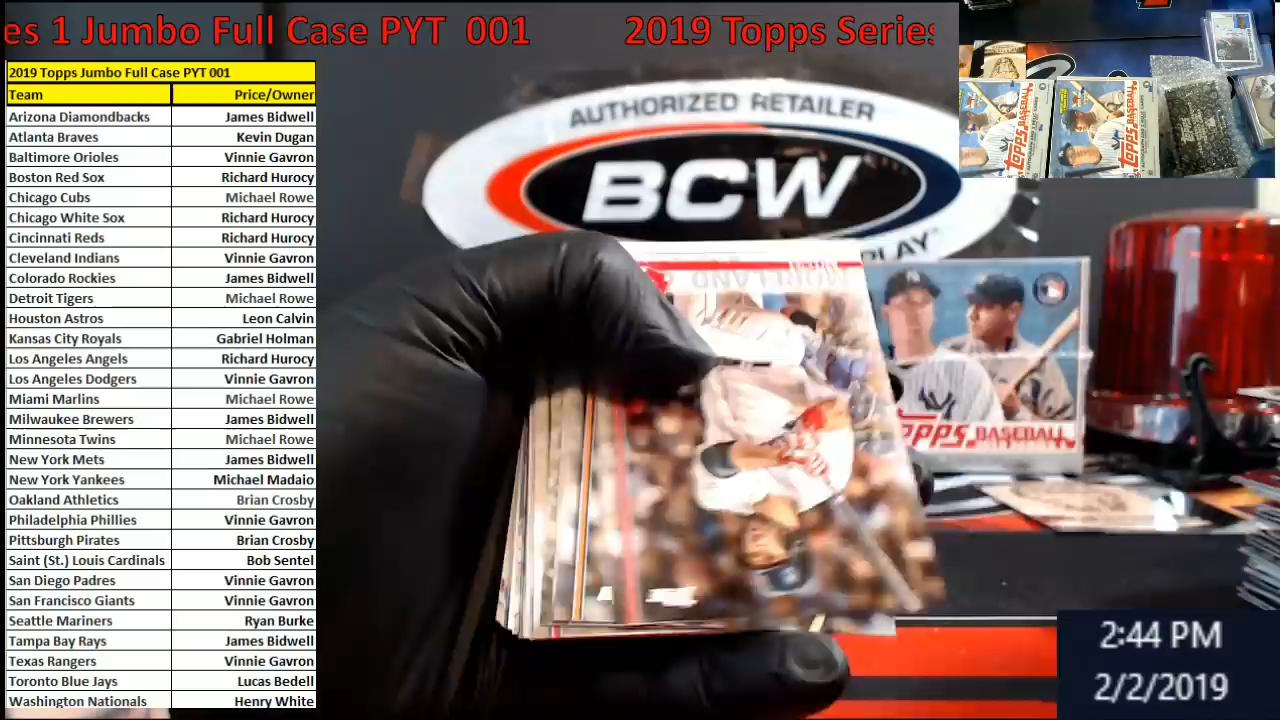 es 1 Jumbo Full Case PYT 001 2019 Topps Series
2019 Topps Jumbo Full Case PYT 001
Team Price/Owner
Arizona Diamondbacks James Bidwell
Atlanta Braves Kevin Dugan
Baltimore Orioles Vinnie Gavron
Boston Red Sox Richard Hurocy
Chicago Cubs Michael Rowe
Chicago White Sox Richard Hurocy
Cincinnati Reds Richard Hurocy
Cleveland Indians Vinnie Gavron
Colorado Rockies James Bidwell
Detroit Tigers Michael Rowe
Houston Astros Leon Calvin
Kansas City Royals Gabriel Holman
Los Angeles Angels Richard Hurocy
Los Angeles Dodgers Vinnie Gavron
Miami Marlins Michael Rowe
Milwaukee Brewers James Bidwell
Minnesota Twins Michael Rowe
New York Mets James Bidwell
New York Yankees Michael Madaio
Oakland Athletics Brian Crosby
Philadelphia Phillies Vinnie Gavron
Pittsburgh Pirates Brian Crosby
Saint (St.) Louis Cardinals Bob Sentel
San Diego Padres Vinnie Gavron
San Francisco Giants Vinnie Gavron
Seattle Mariners Ryan Burke
Tampa Bay Rays James Bidwell
Texas Rangers Vinnie Gavron
Toronto Blue Jays Lucas Bedell
Washington Nationals Henry White
AUTHORIZED RETAILER
BCW
PLAY
TOPPS BASEBALL
TOPPS BASEBALL
TOPPS BASEBALL
2:44 PM
2/2/2019